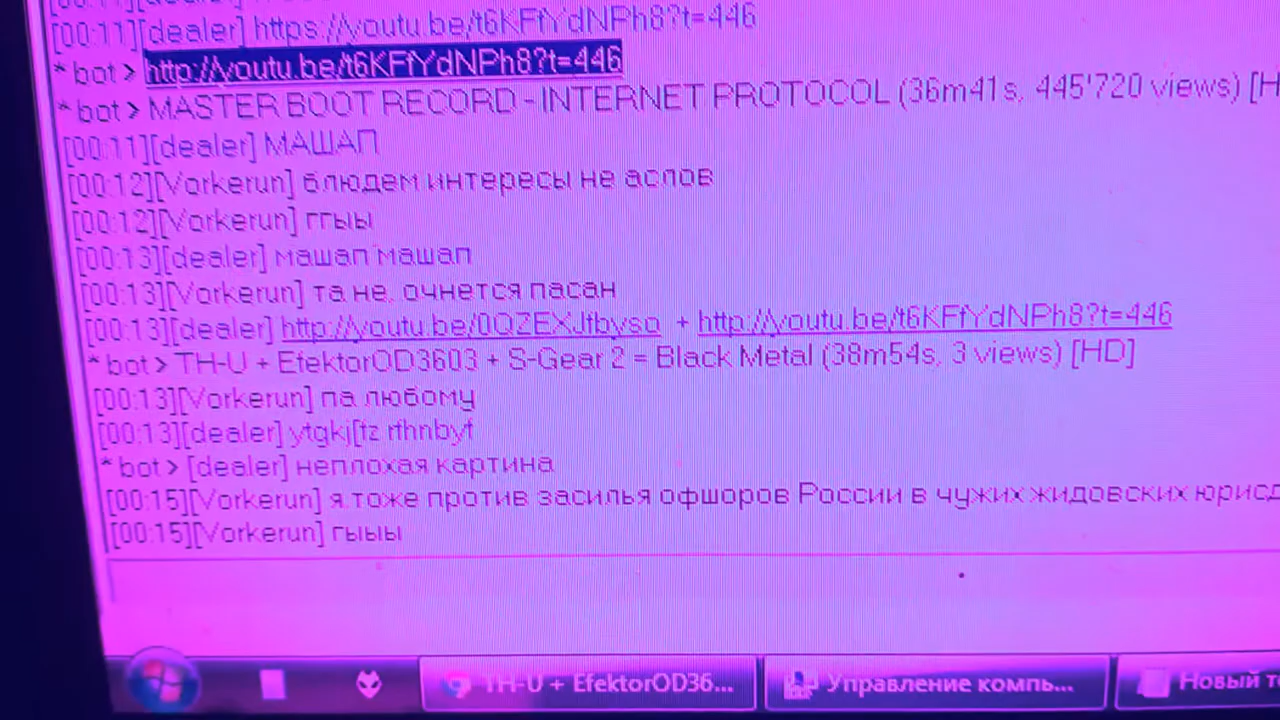 [00:11][dealer] https://youtu.be/t6KFfYdNPh8?t=446
* bot > http://youtu.be/t6KFfYdNPh8?t=446
* bot > MASTER BOOT RECORD - INTERNET PROTOCOL (36m41s, 445'720 views) [H
[00:11][dealer] МАШАП
[00:12][Vorkerun] блюдем интересы не аслов
[00:12][Vorkerun] ггыы
[00:13][dealer] машап машап
[00:13][Vorkerun] та не, очнется пасан
[00:13][dealer] http://youtu.be/0QZEXJfbyso + http://youtu.be/t6KFfYdNPh8?t=446
* bot > TH-U + EfektorOD3603 + S-Gear 2 = Black Metal (38m54s, 3 views) [HD]
[00:13][Vorkerun] па любому
[00:13][dealer] ytgkj[fz rfhnbyf
* bot > [dealer] неплохая картина
[00:15][Vorkerun] я тоже против засилья офшоров России в чужих жидовских юрисд
[00:15][Vorkerun] гыыы
TH-U + EfektorOD36...
Управление компь...
Новый т